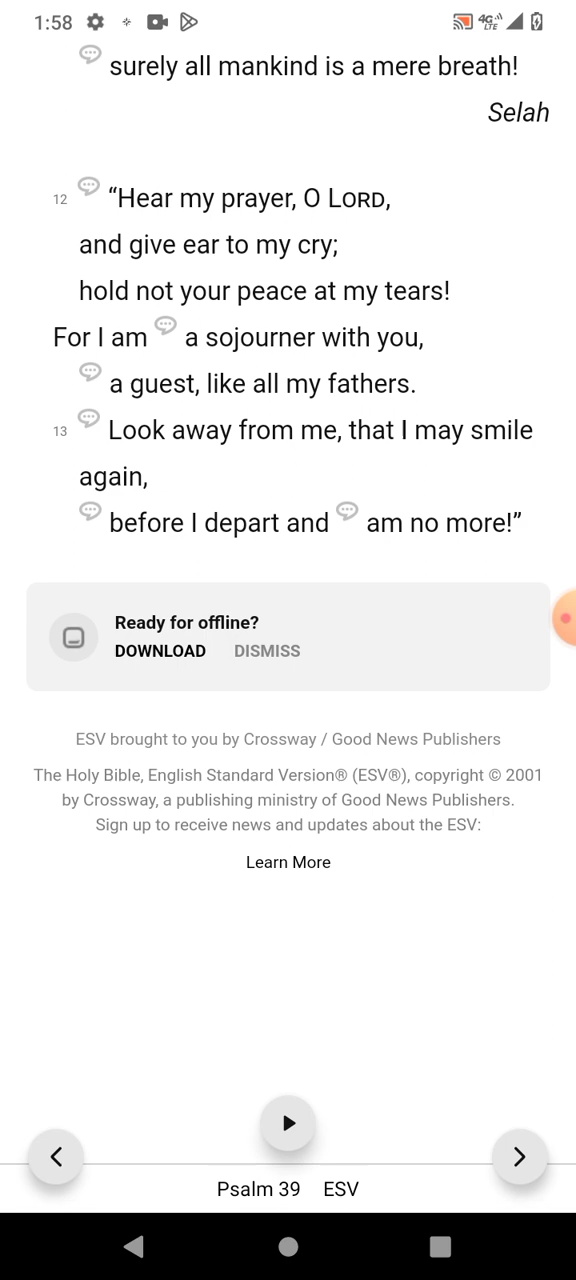 1:58
4G
LTE
surely all mankind is a mere breath!
Selah
12 “Hear my prayer, O LORD,
and give ear to my cry;
hold not your peace at my tears!
For I am a sojourner with you,
a guest, like all my fathers.
13 Look away from me, that I may smile
again,
before I depart and am no more!”
Ready for offline?
DOWNLOAD DISMISS
ESV brought to you by Crossway / Good News Publishers
The Holy Bible, English Standard Version® (ESV®), copyright © 2001
by Crossway, a publishing ministry of Good News Publishers.
Sign up to receive news and updates about the ESV:
Learn More
Psalm 39 ESV